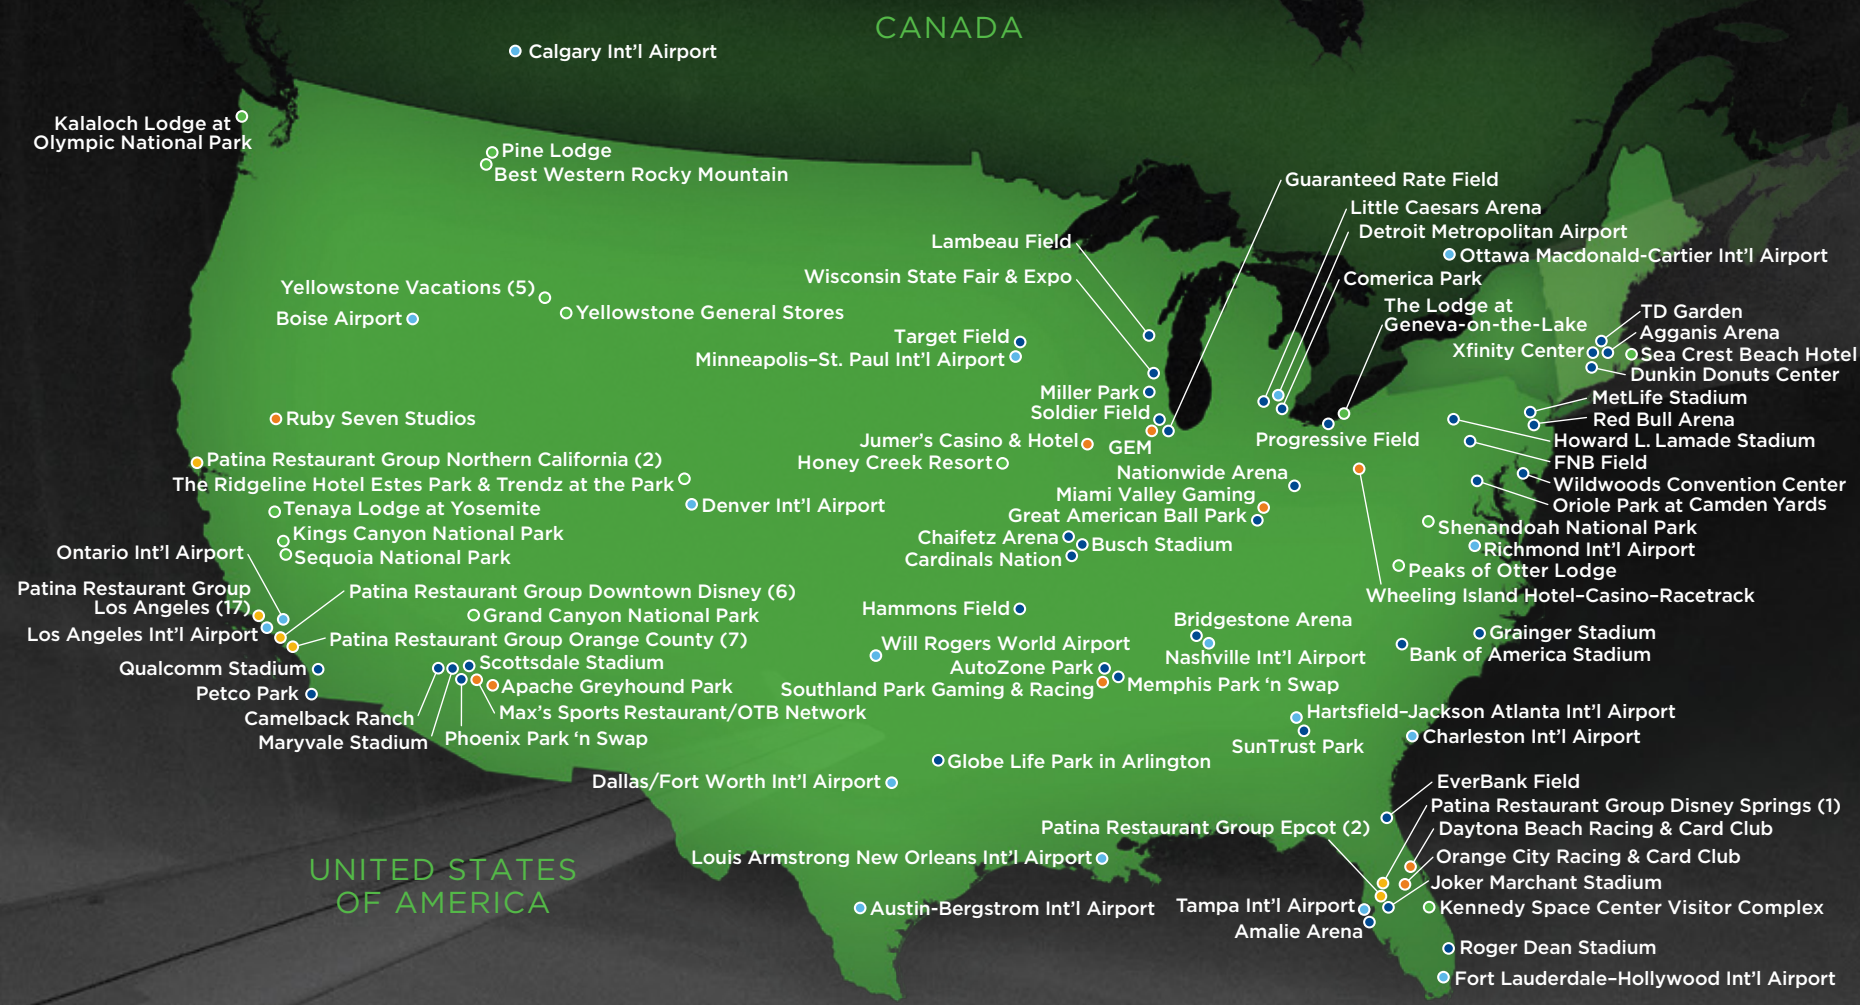 CANADA
Calgary Int'l Airport
Kalaloch Lodge at
Olympic National Park
Pine Lodge
Best Western Rocky Mountain
Guaranteed Rate Field
Little Caesars Arena
Detroit Metropolitan Airport
Lambeau Field
Ottawa Macdonald-Cartier Int'l Airport
Wisconsin State Fair & Expo
Comerica Park
Yellowstone Vacations (5)
The Lodge at
Geneva-on-the-Lake
Yellowstone General Stores
Boise Airport
TD Garden
Agganis Arena
Target Field
Xfinity Center
Sea Crest Beach Hotel
Minneapolis–St. Paul Int'l Airport
Dunkin Donuts Center
Miller Park
MetLife Stadium
Soldier Field
Ruby Seven Studios
Red Bull Arena
Jumer's Casino & Hotel
GEM
Progressive Field
Howard L. Lamade Stadium
Patina Restaurant Group Northern California (2)
Honey Creek Resort
FNB Field
Nationwide Arena
The Ridgeline Hotel Estes Park & Trendz at the Park
Wildwoods Convention Center
Miami Valley Gaming
Denver Int'l Airport
Oriole Park at Camden Yards
Tenaya Lodge at Yosemite
Great American Ball Park
Shenandoah National Park
Kings Canyon National Park
Chaifetz Arena
Busch Stadium
Richmond Int'l Airport
Ontario Int'l Airport
Sequoia National Park
Cardinals Nation
Peaks of Otter Lodge
Patina Restaurant Group
Los Angeles (17)
Patina Restaurant Group Downtown Disney (6)
Wheeling Island Hotel–Casino–Racetrack
Grand Canyon National Park
Hammons Field
Bridgestone Arena
Los Angeles Int'l Airport
Patina Restaurant Group Orange County (7)
Will Rogers World Airport
Grainger Stadium
Nashville Int'l Airport
Bank of America Stadium
Qualcomm Stadium
Scottsdale Stadium
AutoZone Park
Petco Park
Apache Greyhound Park
Southland Park Gaming & Racing
Memphis Park 'n Swap
Camelback Ranch
Max's Sports Restaurant/OTB Network
Hartsfield–Jackson Atlanta Int'l Airport
Maryvale Stadium
Phoenix Park 'n Swap
SunTrust Park
Charleston Int'l Airport
Globe Life Park in Arlington
Dallas/Fort Worth Int'l Airport
EverBank Field
Patina Restaurant Group Disney Springs (1)
Patina Restaurant Group Epcot (2)
Daytona Beach Racing & Card Club
Louis Armstrong New Orleans Int'l Airport
Orange City Racing & Card Club
UNITED STATES
OF AMERICA
Joker Marchant Stadium
Austin-Bergstrom Int'l Airport
Tampa Int'l Airport
Kennedy Space Center Visitor Complex
Amalie Arena
Roger Dean Stadium
Fort Lauderdale–Hollywood Int'l Airport